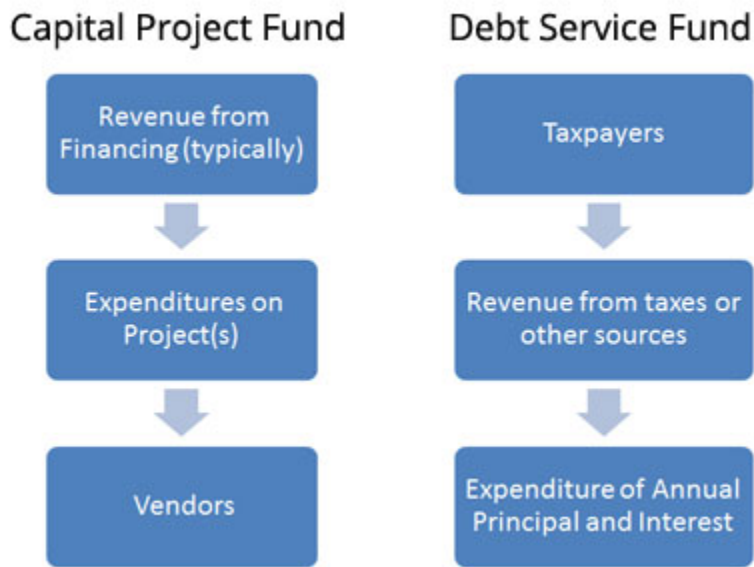 Capital Project Fund
Revenue from
Financing (typically)
Expenditures on
Project(s)
Vendors
Debt Service Fund
Taxpayers
Revenue from taxes or
other sources
Expenditure of Annual
Principal and Interest